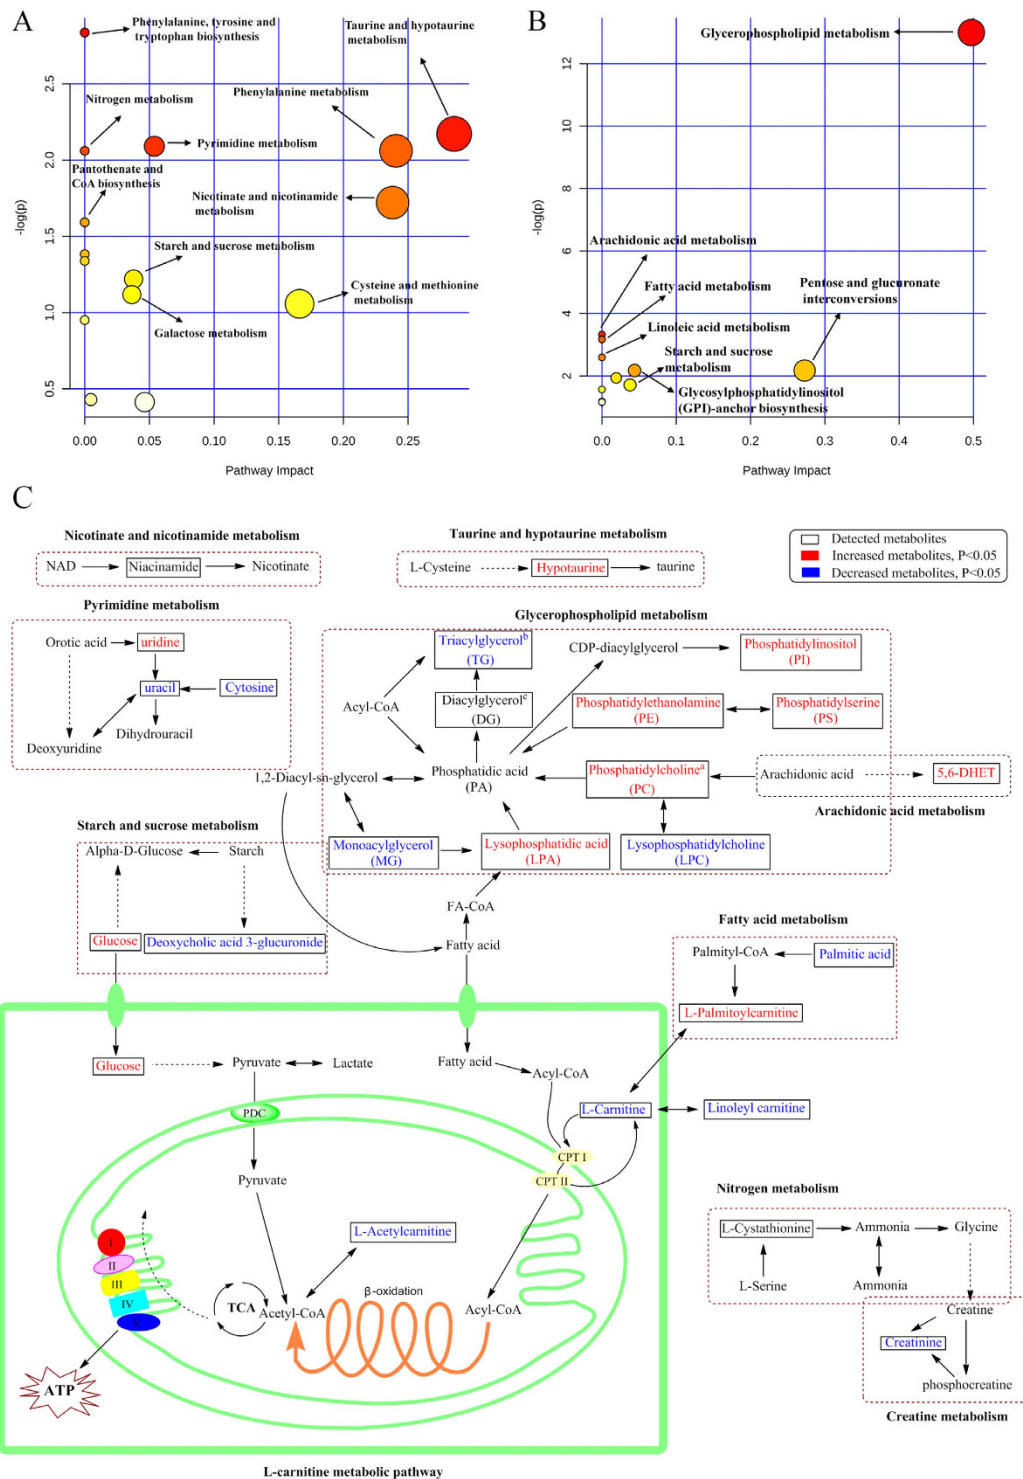 A
Phenylalanine, tyrosine and
tryptophan biosynthesis
Taurine and hypotaurine
metabolism
Nitrogen metabolism
Phenylalanine metabolism
Pyrimidine metabolism
Pantothenate and
CoA biosynthesis
Nicotinate and nicotinamide
metabolism
Starch and sucrose metabolism
Cysteine and methionine
metabolism
Galactose metabolism
-log(p)
2.5
2.0
1.5
1.0
0.5
0.00
0.05
0.10
0.15
0.20
0.25
Pathway Impact
B
Glycerophospholipid metabolism
Arachidonic acid metabolism
Fatty acid metabolism
Pentose and glucuronate
interconversions
Linoleic acid metabolism
Starch and sucrose
metabolism
Glycosylphosphatidylinositol
(GPI)-anchor biosynthesis
-log(p)
12
10
8
6
4
2
0.0
0.1
0.2
0.3
0.4
0.5
Pathway Impact
C
Nicotinate and nicotinamide metabolism
NAD
Niacinamide
Nicotinate
Taurine and hypotaurine metabolism
L-Cysteine
Hypotaurine
taurine
Detected metabolites
Increased metabolites, P<0.05
Decreased metabolites, P<0.05
Pyrimidine metabolism
Orotic acid
uridine
uracil
Cytosine
Deoxyuridine
Dihydrouracil
Glycerophospholipid metabolism
Triacylglycerolb
(TG)
CDP-diacylglycerol
Phosphatidylinositol
(PI)
Acyl-CoA
Diacylglycerolc
(DG)
Phosphatidylethanolamine
(PE)
Phosphatidylserine
(PS)
1,2-Diacyl-sn-glycerol
Phosphatidic acid
(PA)
Phosphatidylcholinea
(PC)
Arachidonic acid
5,6-DHET
Arachidonic acid metabolism
Monoacylglycerol
(MG)
Lysophosphatidic acid
(LPA)
Lysophosphatidylcholine
(LPC)
Starch and sucrose metabolism
Alpha-D-Glucose
Starch
Glucose
Deoxycholic acid 3-glucuronide
FA-CoA
Fatty acid
Fatty acid metabolism
Palmityl-CoA
Palmitic acid
L-Palmitoylcarnitine
Glucose
Pyruvate
Lactate
Fatty acid
Acyl-CoA
L-Carnitine
Linoleyl carnitine
PDC
CPT I
CPT II
Pyruvate
L-Acetylcarnitine
I
II
III
IV
V
TCA
Acetyl-CoA
β-oxidation
Acyl-CoA
ATP
Nitrogen metabolism
L-Cystathionine
Ammonia
Glycine
L-Serine
Ammonia
Creatine
Creatinine
phosphocreatine
Creatine metabolism
L-carnitine metabolic pathway